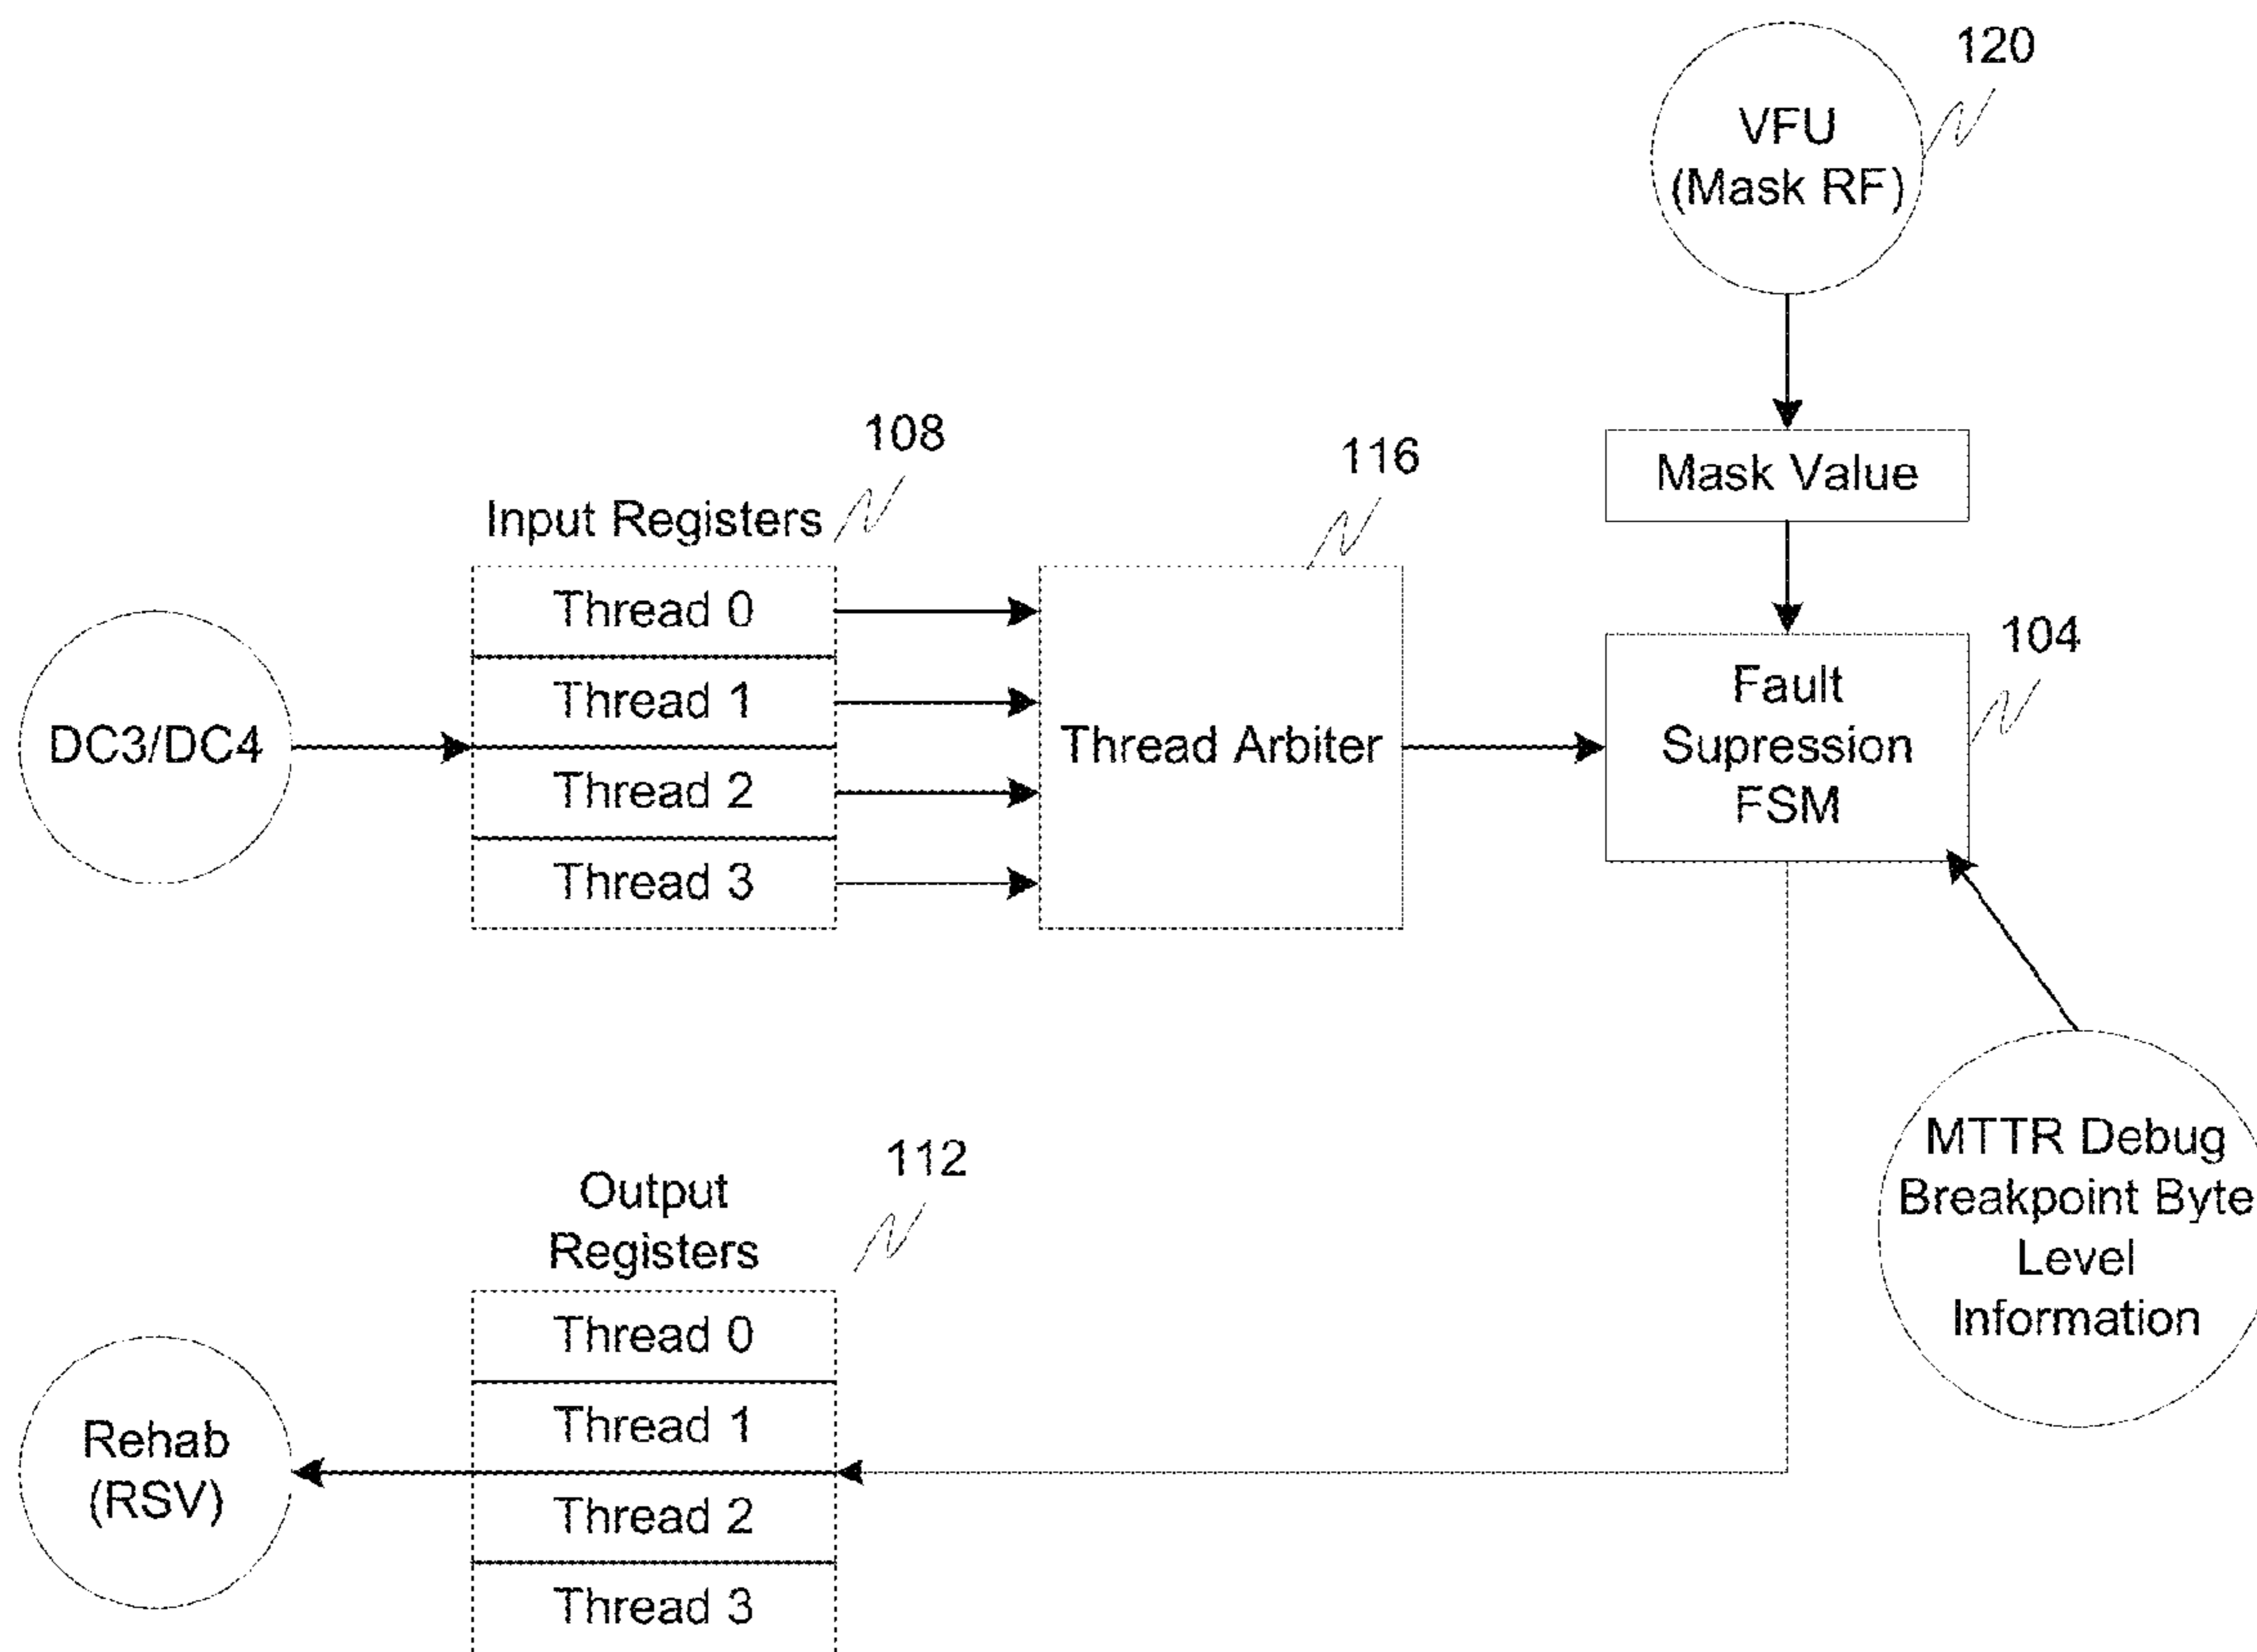 120
VFU
(Mask RF)
108
116
Mask Value
Input Registers
Thread 0
Thread 1
Thread 2
Thread 3
DC3/DC4
Thread Arbiter
104
Fault
Supression
FSM
MTTR Debug
Breakpoint Byte
Level
Information
112
Output
Registers
Thread 0
Thread 1
Thread 2
Thread 3
Rehab
(RSV)